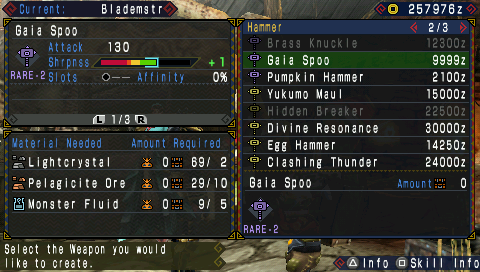 Current: Blademstr
257976z
Gaia Spoo
Attack 130
Shrpnss +1
RARE-2
Slots Affinity 0%
L 1/3 R
Material Needed Amount Required
Lightcrystal 0 69/ 2
Pelagicite Ore 0 29/10
Monster Fluid 0 9/ 5
Select the Weapon you would
like to create.
Hammer 2/3
Brass Knuckle 12300z
Gaia Spoo 9999z
Pumpkin Hammer 2100z
Yukumo Maul 15000z
Hidden Breaker 22500z
Divine Resonance 30000z
Egg Hammer 14250z
Clashing Thunder 24000z
Gaia Spoo Amount 0
RARE-2
Info Skill Info